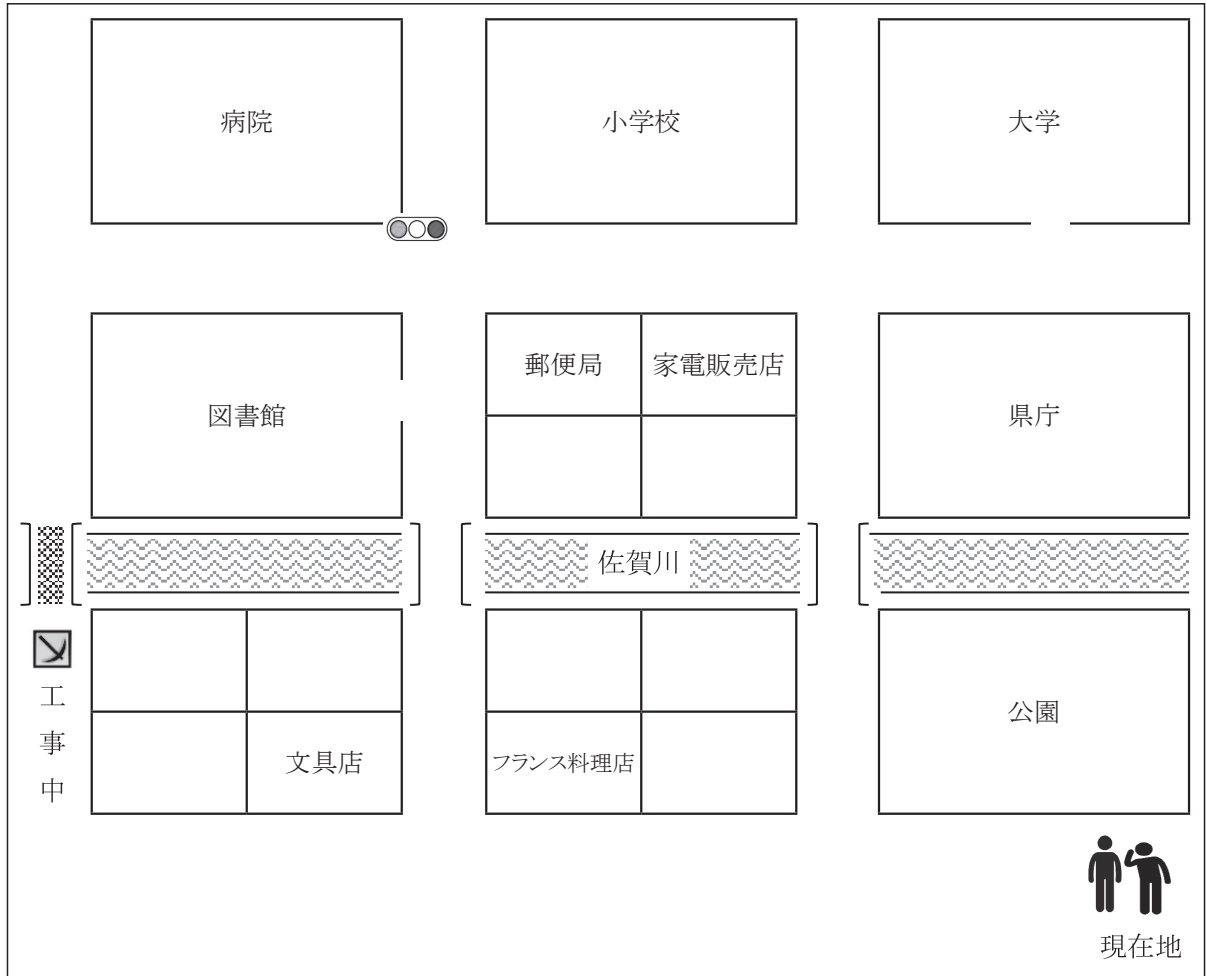 病院
小学校
大学
郵便局
家電販売店
図書館
県庁
佐賀川
工事中
公園
文具店
フランス料理店
現在地